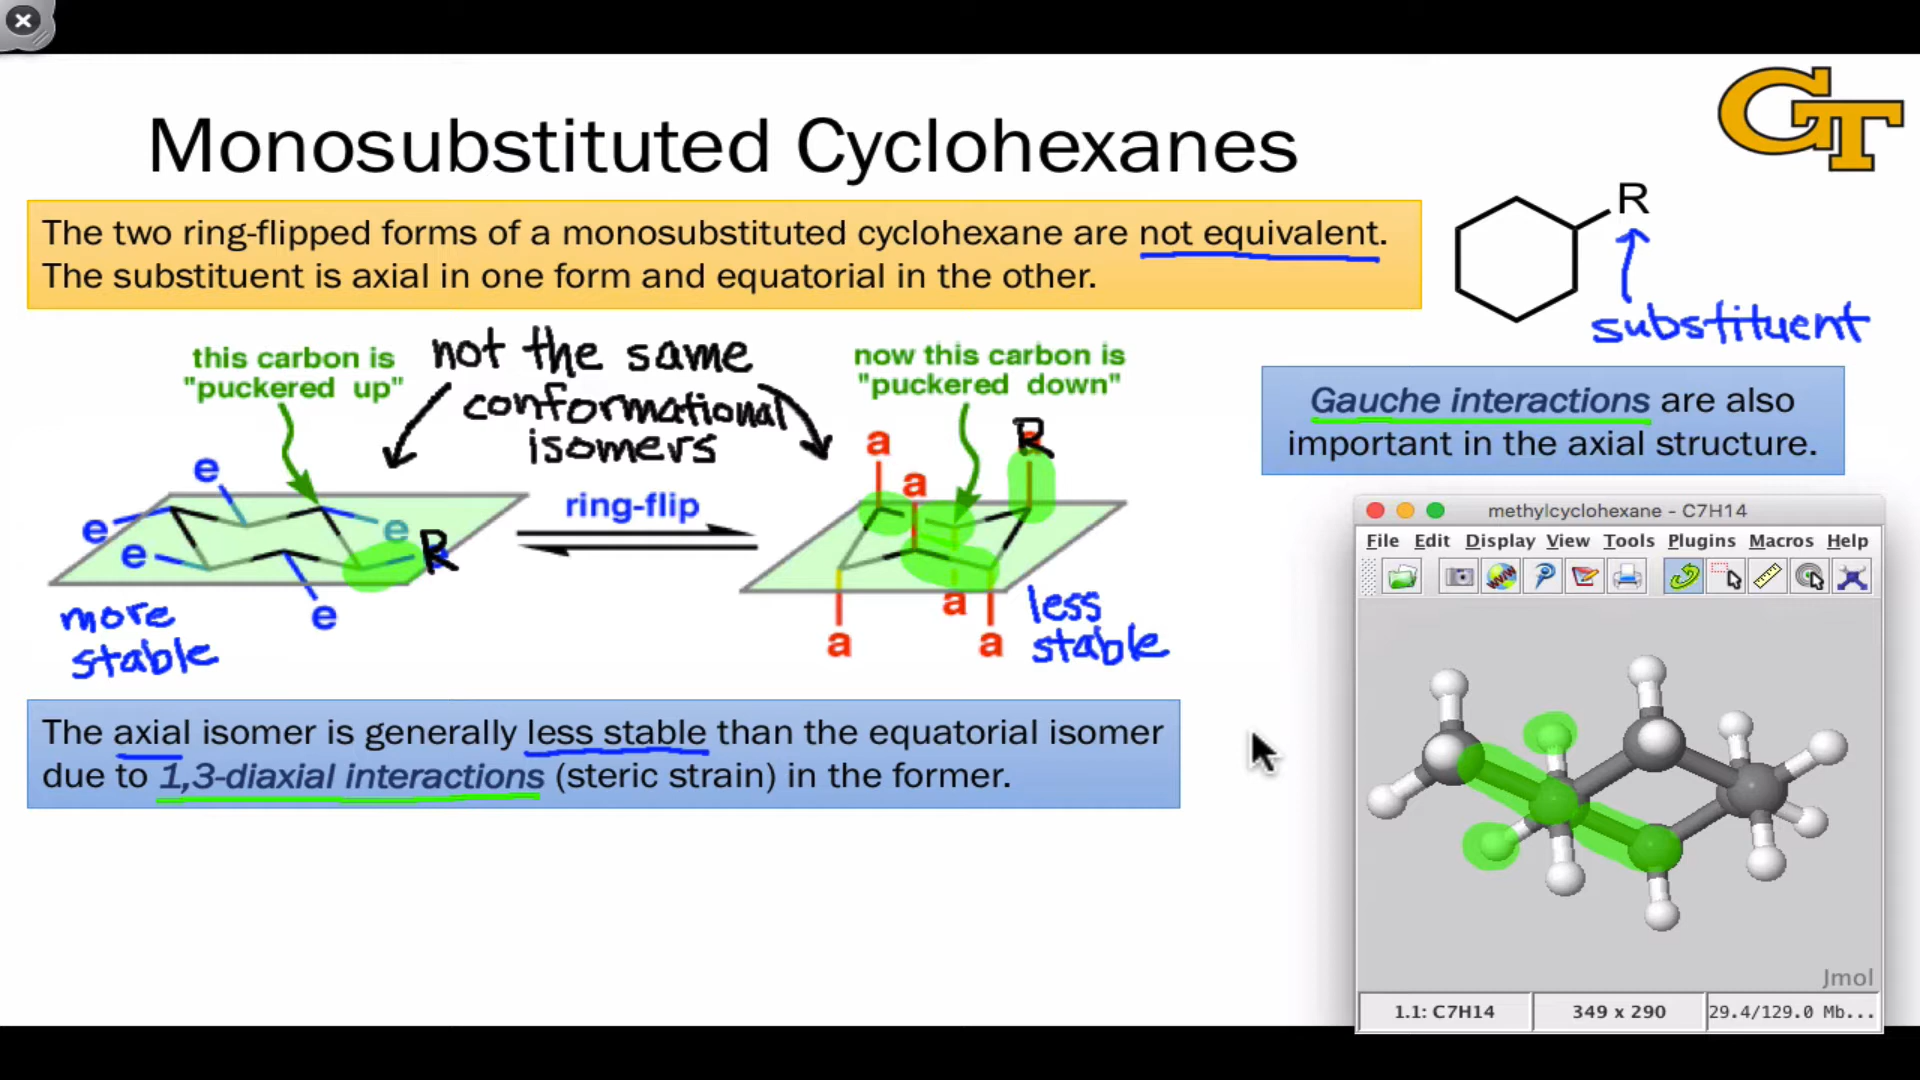 GT
Monosubstituted Cyclohexanes
The two ring-flipped forms of a monosubstituted cyclohexane are not equivalent.
The substituent is axial in one form and equatorial in the other.
R
substituent
this carbon is
"puckered up"
not the same
conformational
isomers
now this carbon is
"puckered down"
Gauche interactions are also
important in the axial structure.
e
e
e
e
R
e
more
stable
ring-flip
a
R
a
a
a
a
less
stable
The axial isomer is generally less stable than the equatorial isomer
due to 1,3-diaxial interactions (steric strain) in the former.
methylcyclohexane - C7H14
File Edit Display View Tools Plugins Macros Help
www
Jmol
1.1: C7H14 349 x 290 29.4/129.0 Mb...